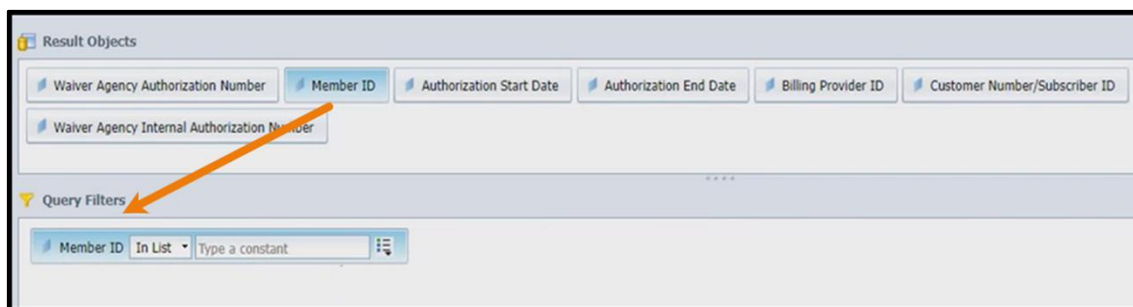 Result Objects
Waiver Agency Authorization Number Member ID Authorization Start Date Authorization End Date Billing Provider ID Customer Number/Subscriber ID
Waiver Agency Internal Authorization Number
Query Filters
Member ID In List Type a constant